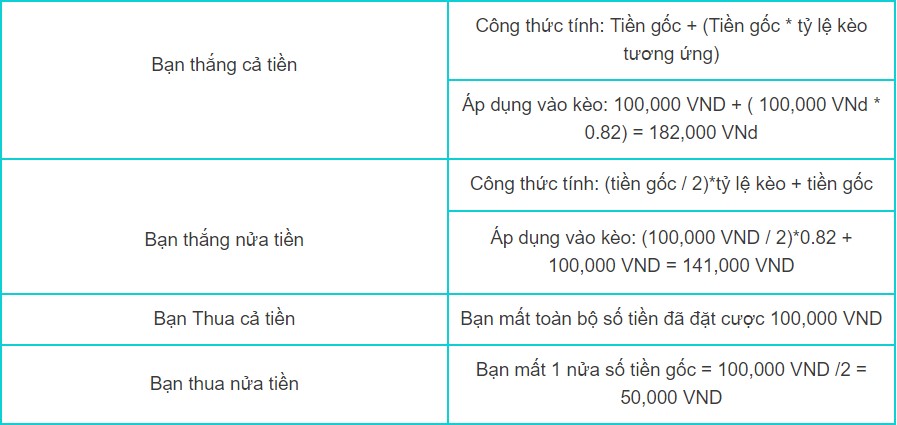 Bạn thắng cả tiền
Công thức tính: Tiền gốc + (Tiền gốc * tỷ lệ kèo
tương ứng)
Áp dụng vào kèo: 100,000 VND + ( 100,000 VNd *
0.82) = 182,000 VNd
Bạn thắng nửa tiền
Công thức tính: (tiền gốc / 2)*tỷ lệ kèo + tiền gốc
Áp dụng vào kèo: (100,000 VND / 2)*0.82 +
100,000 VND = 141,000 VND
Bạn Thua cả tiền
Bạn mất toàn bộ số tiền đã đặt cược 100,000 VND
Bạn thua nửa tiền
Bạn mất 1 nửa số tiền gốc = 100,000 VND /2 =
50,000 VND